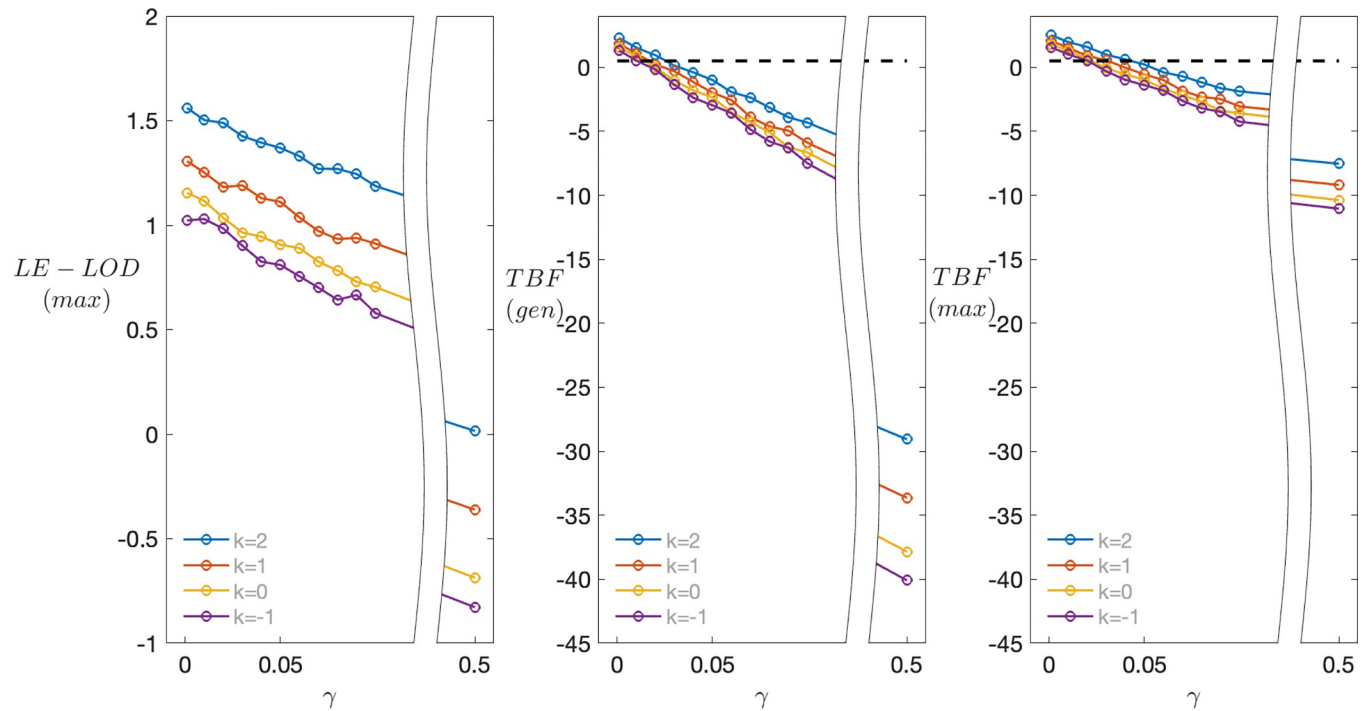 2
1.5
1
0.5
0
-0.5
-1
LE − LOD
(max)
k=2
k=1
k=0
k=-1
0
0.05
0.5
γ
0
-5
-10
-15
-20
-25
-30
-35
-40
-45
TBF
(gen)
k=2
k=1
k=0
k=-1
0
0.05
0.5
γ
0
-5
-10
-15
-20
-25
-30
-35
-40
-45
TBF
(max)
k=2
k=1
k=0
k=-1
0
0.05
0.5
γ